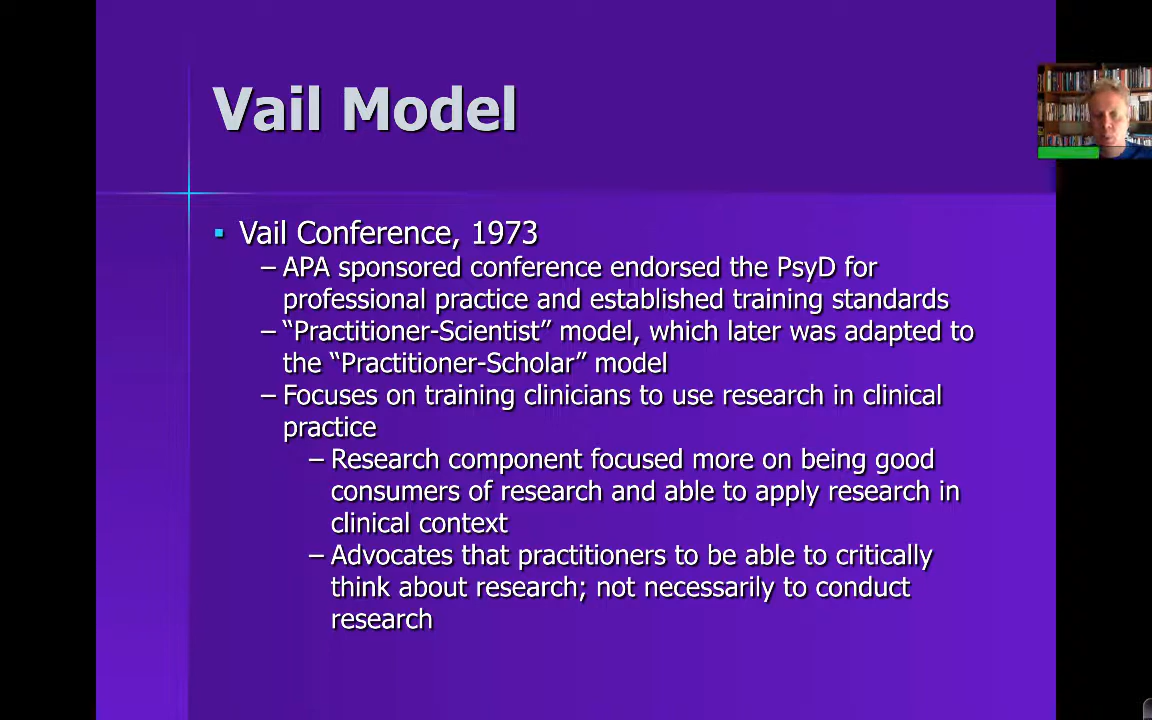 Vail Model
▪ Vail Conference, 1973
– APA sponsored conference endorsed the PsyD for
professional practice and established training standards
– “Practitioner-Scientist” model, which later was adapted to
the “Practitioner-Scholar” model
– Focuses on training clinicians to use research in clinical
practice
– Research component focused more on being good
consumers of research and able to apply research in
clinical context
– Advocates that practitioners to be able to critically
think about research; not necessarily to conduct
research